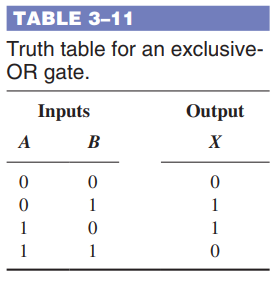 TABLE 3–11
Truth table for an exclusive-
OR gate.
Inputs Output
A B X
0 0 0
0 1 1
1 0 1
1 1 0